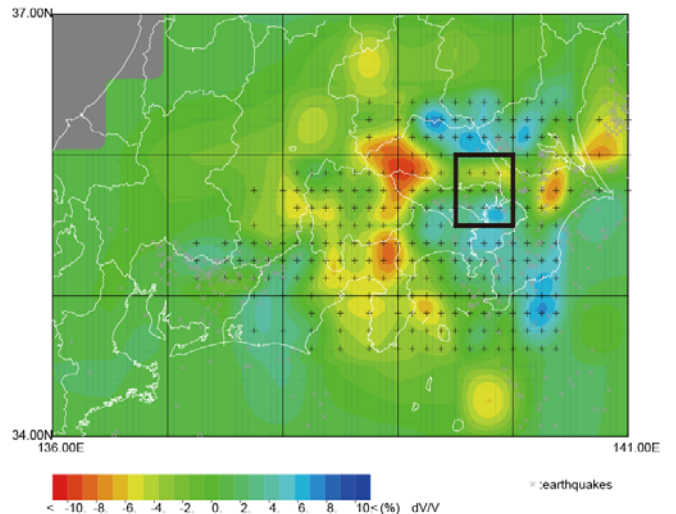 37.00N
34.00N
136.00E
141.00E
< -10. -8. -6. -4. -2. 0. 2. 4. 6. 8. 10.< (%) dV/V
× :earthquakes